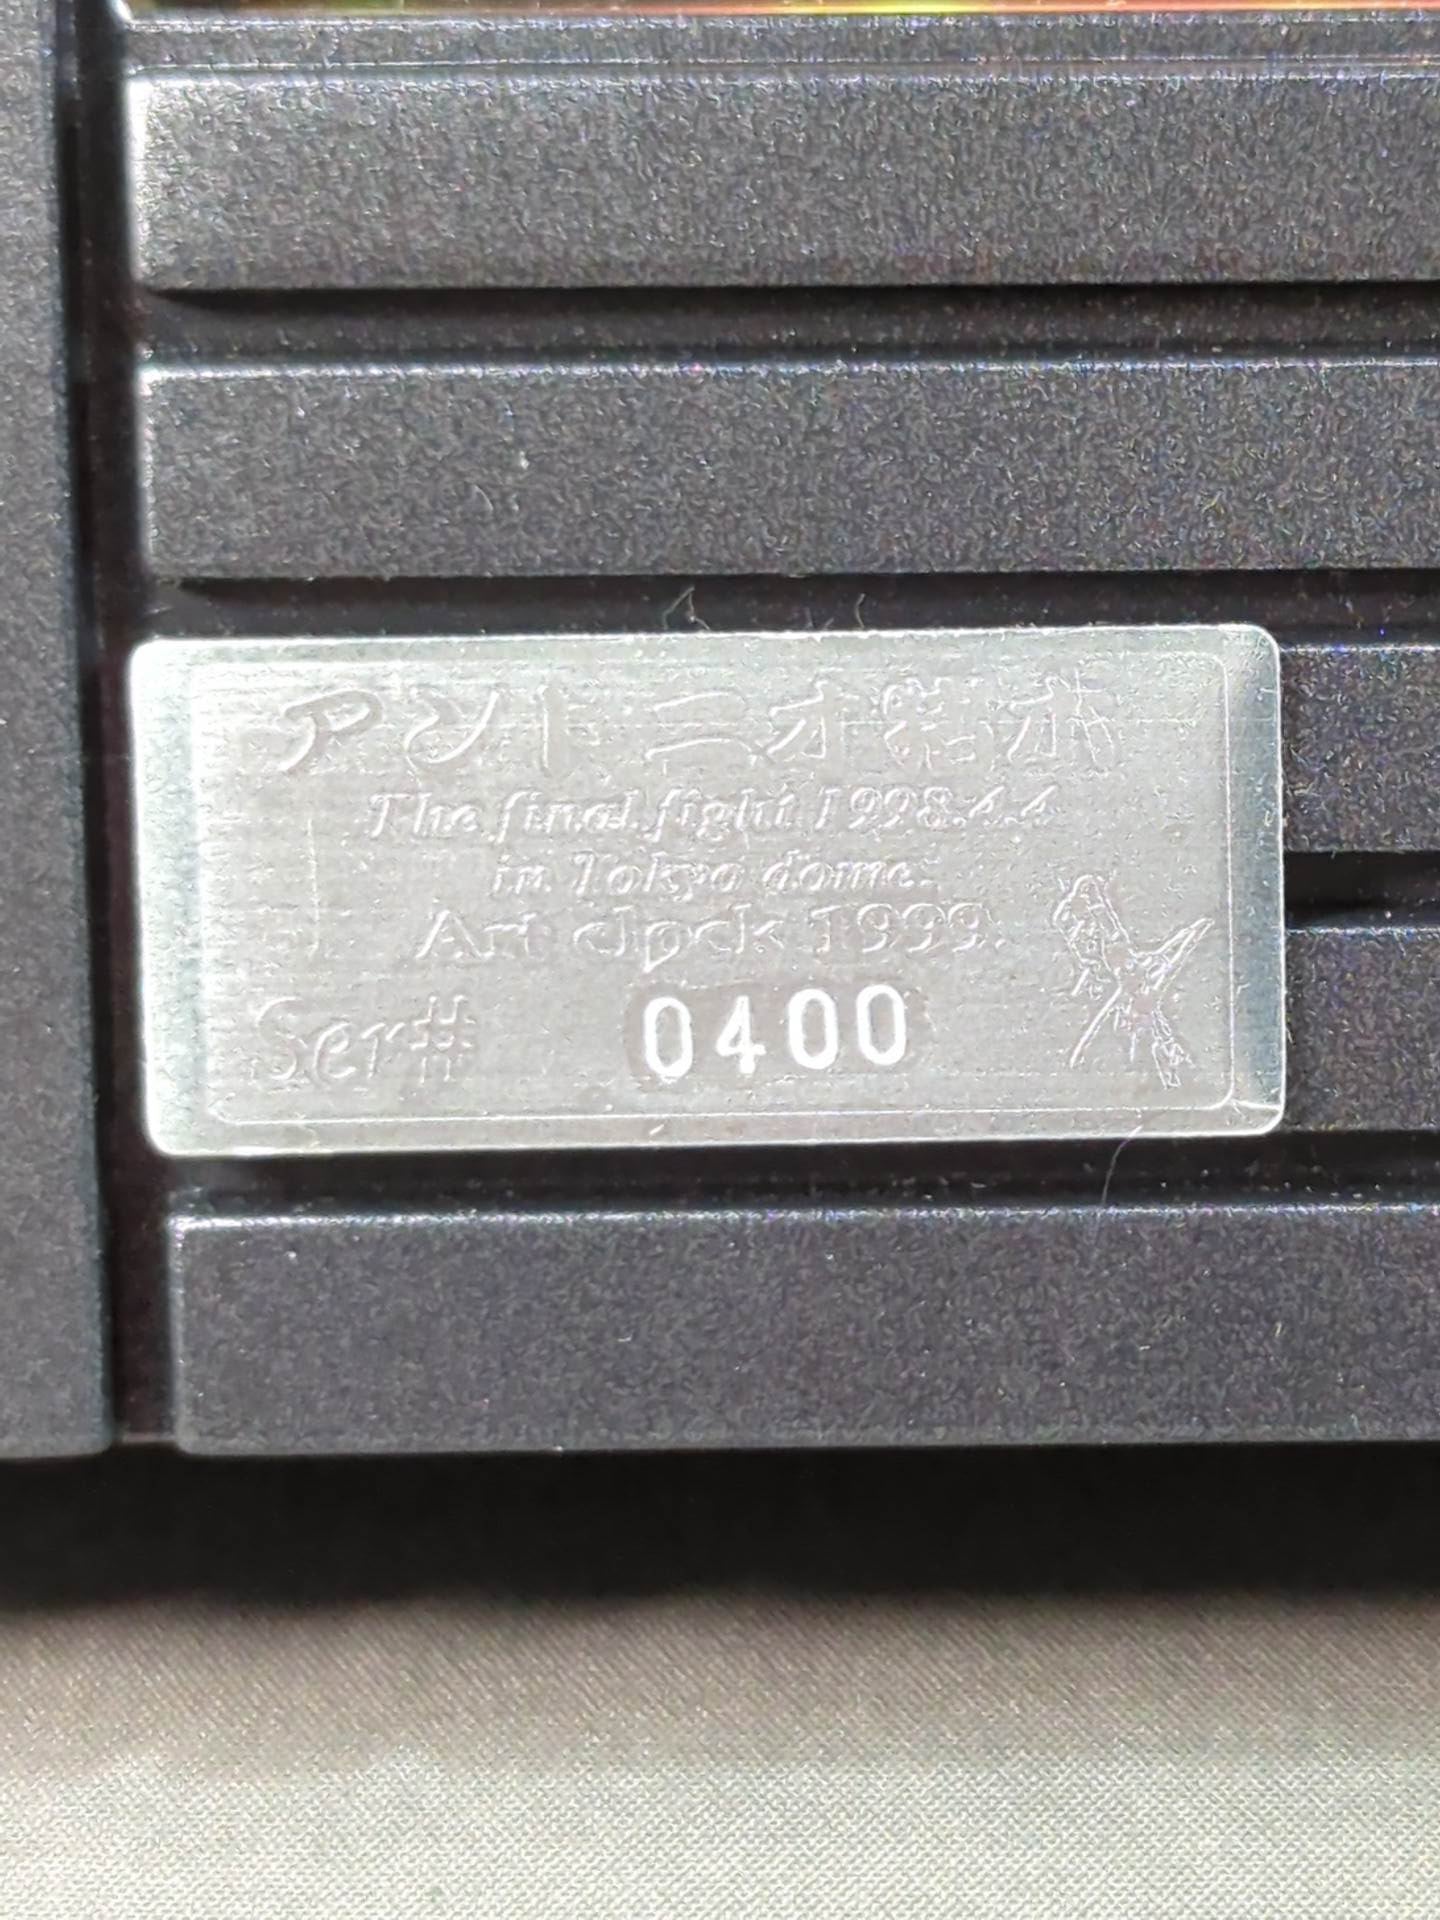 アントニオ猪木
The final fight 1998.4.4
in Tokyo dome.
Art clock 1999.
Ser# 0400